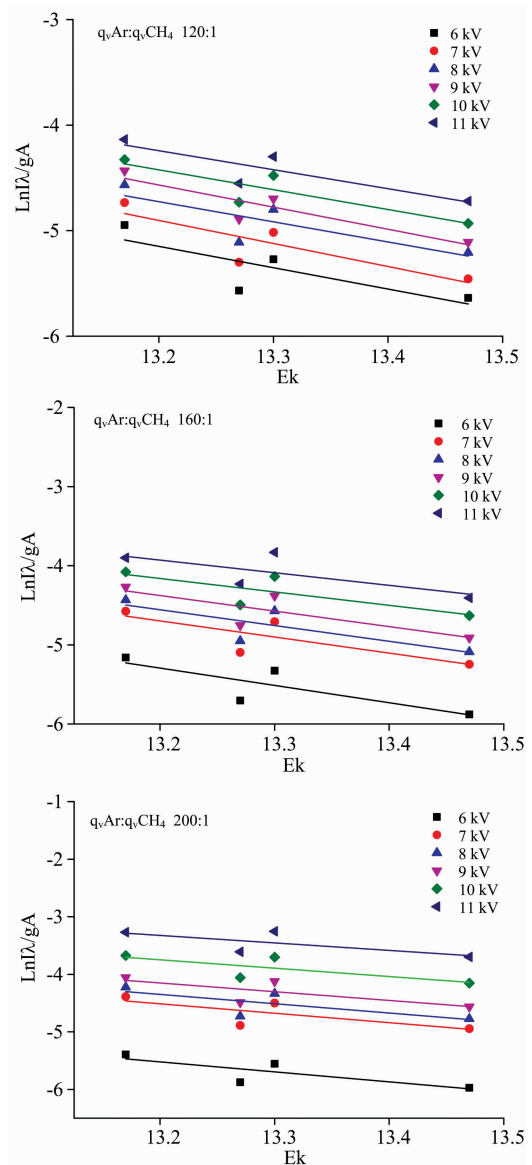 -3
qᵥAr:qᵥCH₄ 120:1
6 kV
7 kV
8 kV
9 kV
10 kV
11 kV
-4
-5
-6
LnIλ/gA
13.2 13.3 13.4 13.5
Ek
-2
qᵥAr:qᵥCH₄ 160:1
6 kV
7 kV
8 kV
9 kV
10 kV
11 kV
-3
-4
-5
-6
LnIλ/gA
13.2 13.3 13.4 13.5
Ek
-1
qᵥAr:qᵥCH₄ 200:1
6 kV
7 kV
8 kV
9 kV
10 kV
11 kV
-2
-3
-4
-5
-6
LnIλ/gA
13.2 13.3 13.4 13.5
Ek